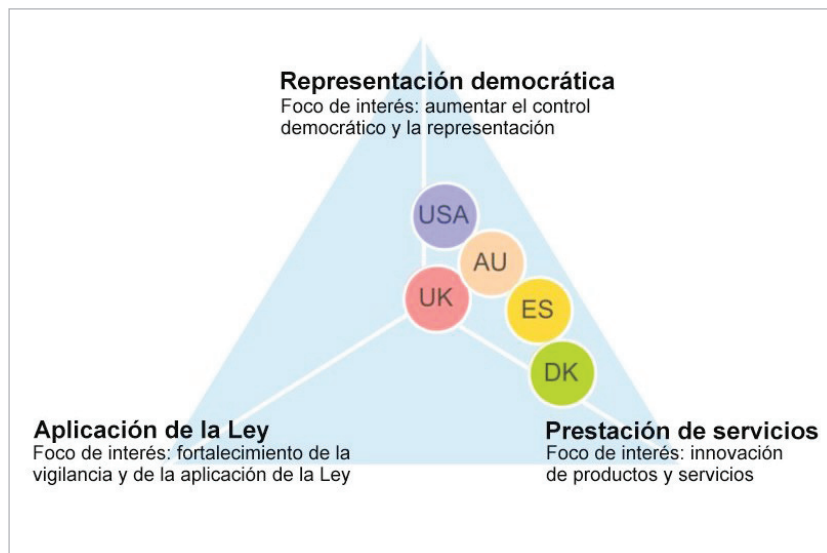 Representación democrática
Foco de interés: aumentar el control
democrático y la representación
USA
AU
UK
ES
DK
Aplicación de la Ley
Foco de interés: fortalecimiento de la
vigilancia y de la aplicación de la Ley
Prestación de servicios
Foco de interés: innovación
de productos y servicios